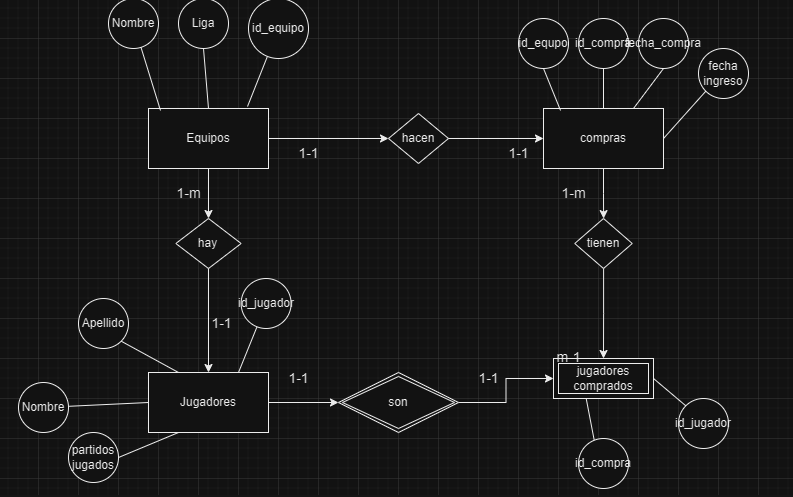 Nombre
Liga
id_equipo
id_equpo
id_compra
fecha_compra
fecha
ingreso
Equipos
hacen
compras
1-1
1-1
1-m
1-m
hay
tienen
id_jugador
Apellido
1-1
m-1
1-1
1-1
jugadores
comprados
Jugadores
son
Nombre
id_jugador
partidos
jugados
id_compra